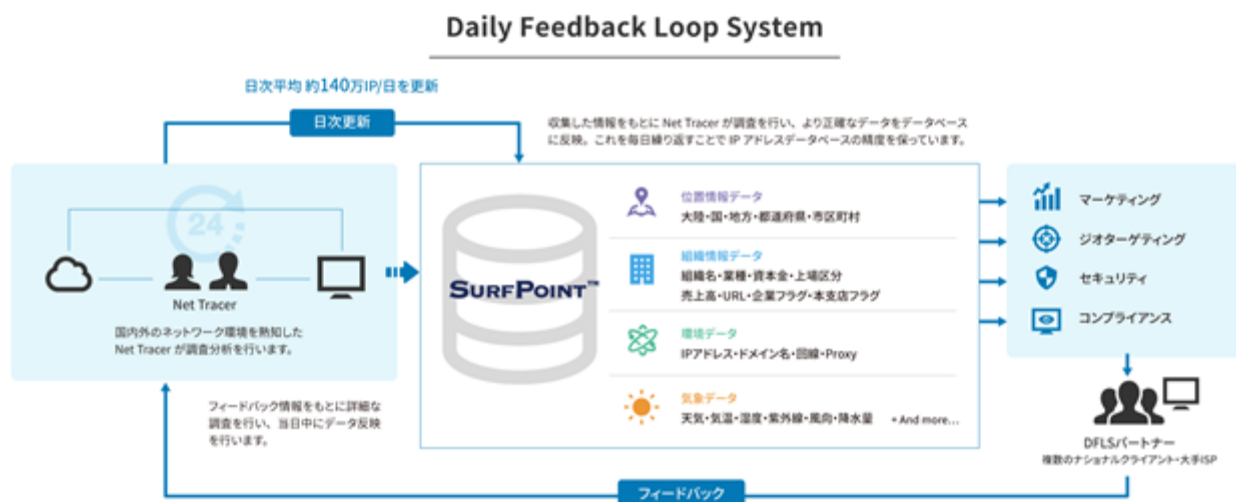 Daily Feedback Loop System
日次平均 約140万IP/日を更新
日次更新
収集した情報をもとに Net Tracer が調査を行い、より正確なデータをデータベース
に反映。これを毎日繰り返すことで IP アドレスデータベースの精度を保っています。
24
Net Tracer
国内外のネットワーク環境を熟知した
Net Tracer が調査分析を行います。
SURFPOINT™
位置情報データ
大陸・国・地方・都道府県・市区町村
組織情報データ
組織名・業種・資本金・上場区分
売上高・URL・企業フラグ・本支店フラグ
環境データ
IPアドレス・ドメイン名・回線・Proxy
気象データ
天気・気温・湿度・紫外線・風向・降水量
+ And more…
マーケティング
ジオターゲティング
セキュリティ
コンプライアンス
フィードバック情報をもとに詳細な
調査を行い、当日中にデータ反映
を行います。
DFLSパートナー
複数のナショナルクライアント・大手ISP
フィードバック